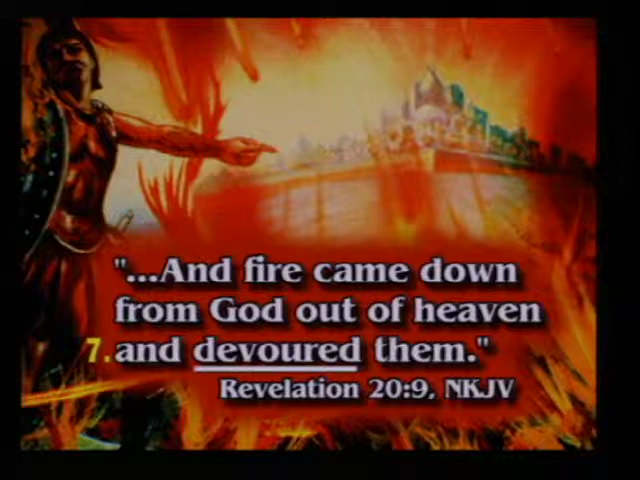 "...And fire came down
from God out of heaven
7. and devoured them."
Revelation 20:9, NKJV